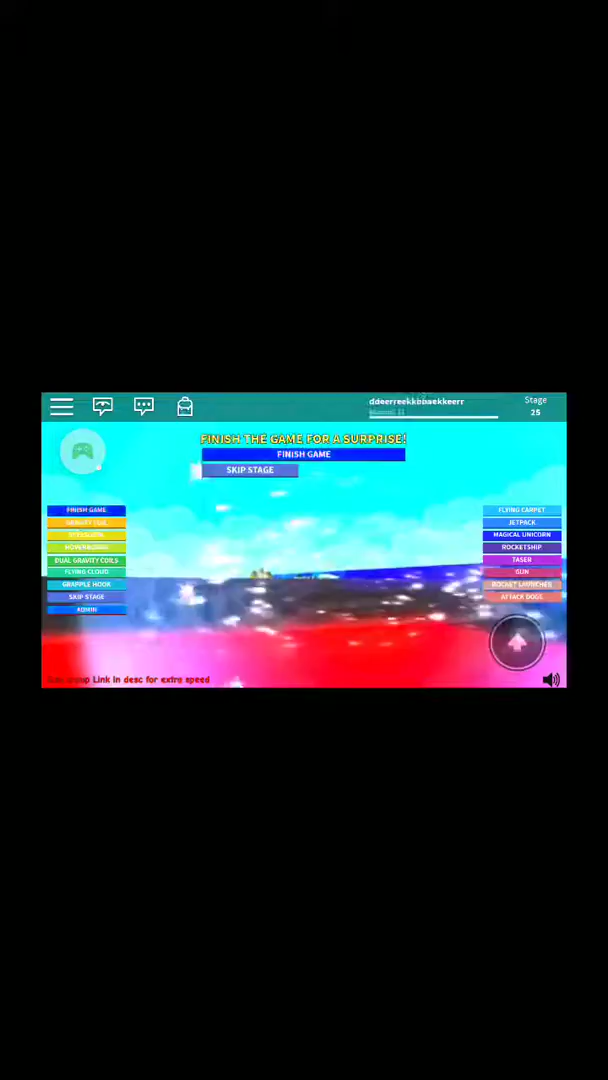 ddeerreekkbbaekkeerr
Stage
25
FINISH THE GAME FOR A SURPRISE!
FINISH GAME
SKIP STAGE
FINISH GAME
GRAVITY COIL
HOVERBOARD
DUAL GRAVITY COILS
FLYING CLOUD
GRAPPLE HOOK
SKIP STAGE
ADMIN
FLYING CARPET
JETPACK
MAGICAL UNICORN
ROCKETSHIP
TASER
GUN
ROCKET LAUNCHER
ATTACK DOGS
Link in desc for extra speed